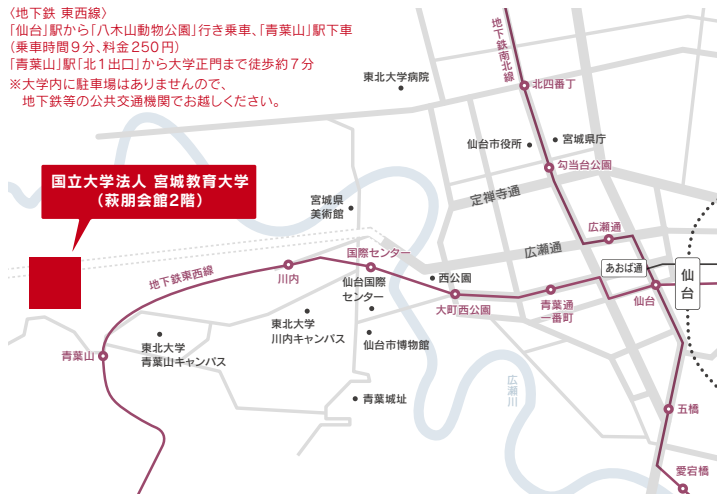 〈地下鉄 東西線〉
「仙台」駅から「八木山動物公園」行き乗車、「青葉山」駅下車
(乗車時間9分、料金250円)
「青葉山」駅「北1出口」から大学正門まで徒歩約7分
※大学内に駐車場はありませんので、
地下鉄等の公共交通機関でお越しください。
地下鉄南北線
東北大学病院
北四番丁
仙台市役所
宮城県庁
勾当台公園
国立大学法人 宮城教育大学
(萩朋会館2階)
定禅寺通
宮城県
美術館
広瀬通
国際センター
広瀬通
あおば通
仙台
地下鉄東西線
川内
仙台国際
センター
西公園
大町西公園
青葉通
一番町
仙台
東北大学
川内キャンパス
東北大学
青葉山キャンパス
仙台市博物館
青葉山
広瀬川
青葉城址
五橋
愛宕橋